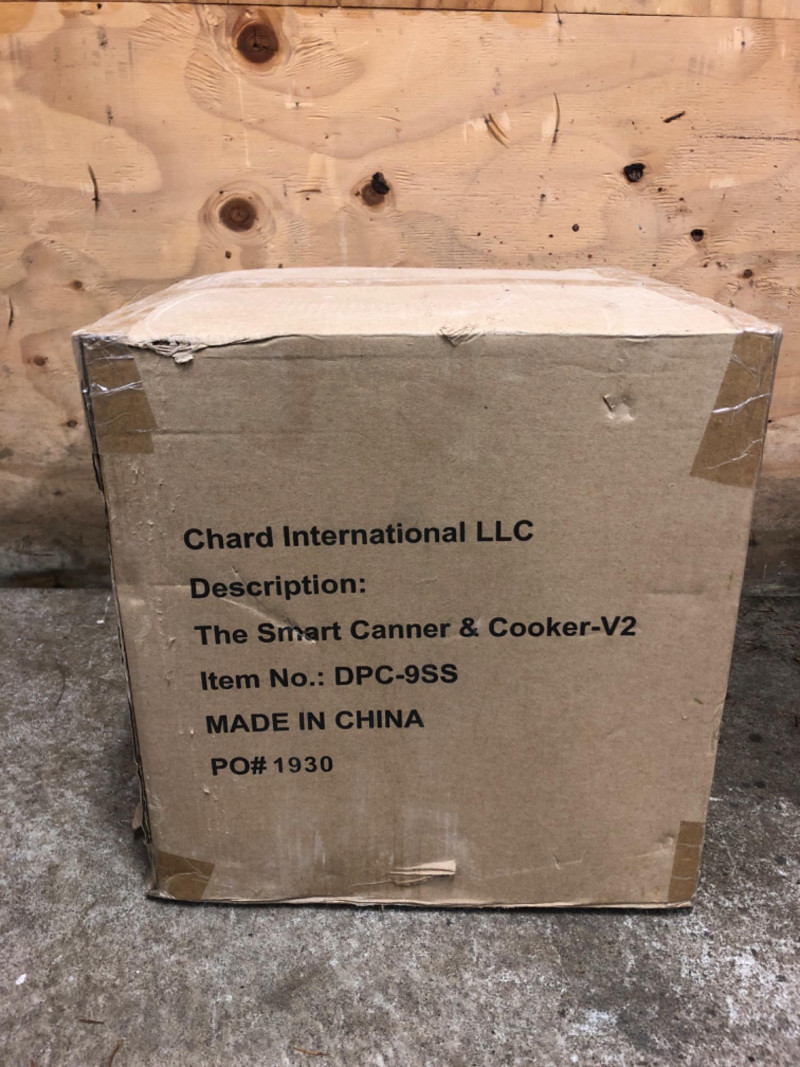 Chard International LLC
Description:
The Smart Canner & Cooker-V2
Item No.: DPC-9SS
MADE IN CHINA
PO# 1930